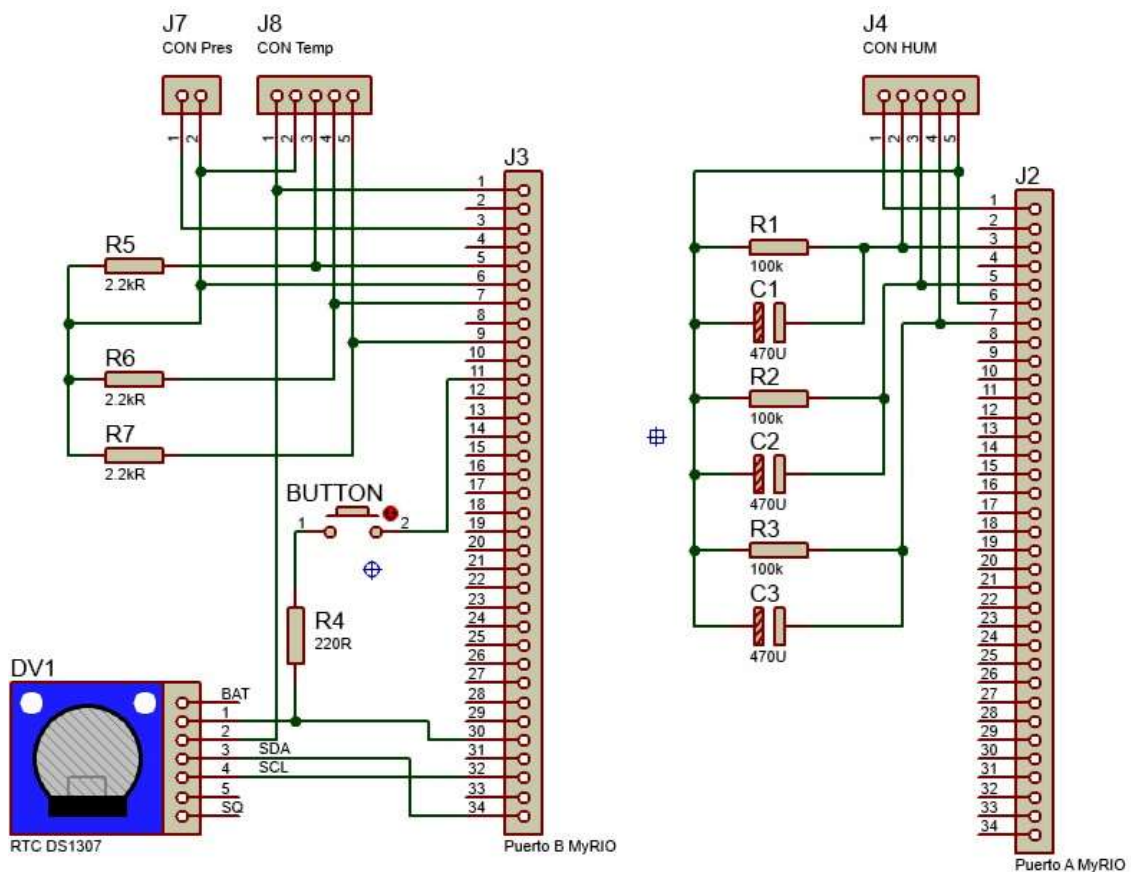 J7
CON Pres
J8
CON Temp
J4
CON HUM
1
2
1
2
3
4
5
1
2
3
4
5
J3
1
2
3
4
5
6
7
8
9
10
11
12
13
14
15
16
17
18
19
20
21
22
23
24
25
26
27
28
29
30
31
32
33
34
Puerto B MyRIO
J2
1
2
3
4
5
6
7
8
9
10
11
12
13
14
15
16
17
18
19
20
21
22
23
24
25
26
27
28
29
30
31
32
33
34
Puerto A MyRIO
R5
2.2kR
R6
2.2kR
R7
2.2kR
BUTTON
1
2
R4
220R
R1
100k
C1
470U
R2
100k
C2
470U
R3
100k
C3
470U
DV1
BAT
1
2
3
SDA
4
SCL
5
SQ
RTC DS1307